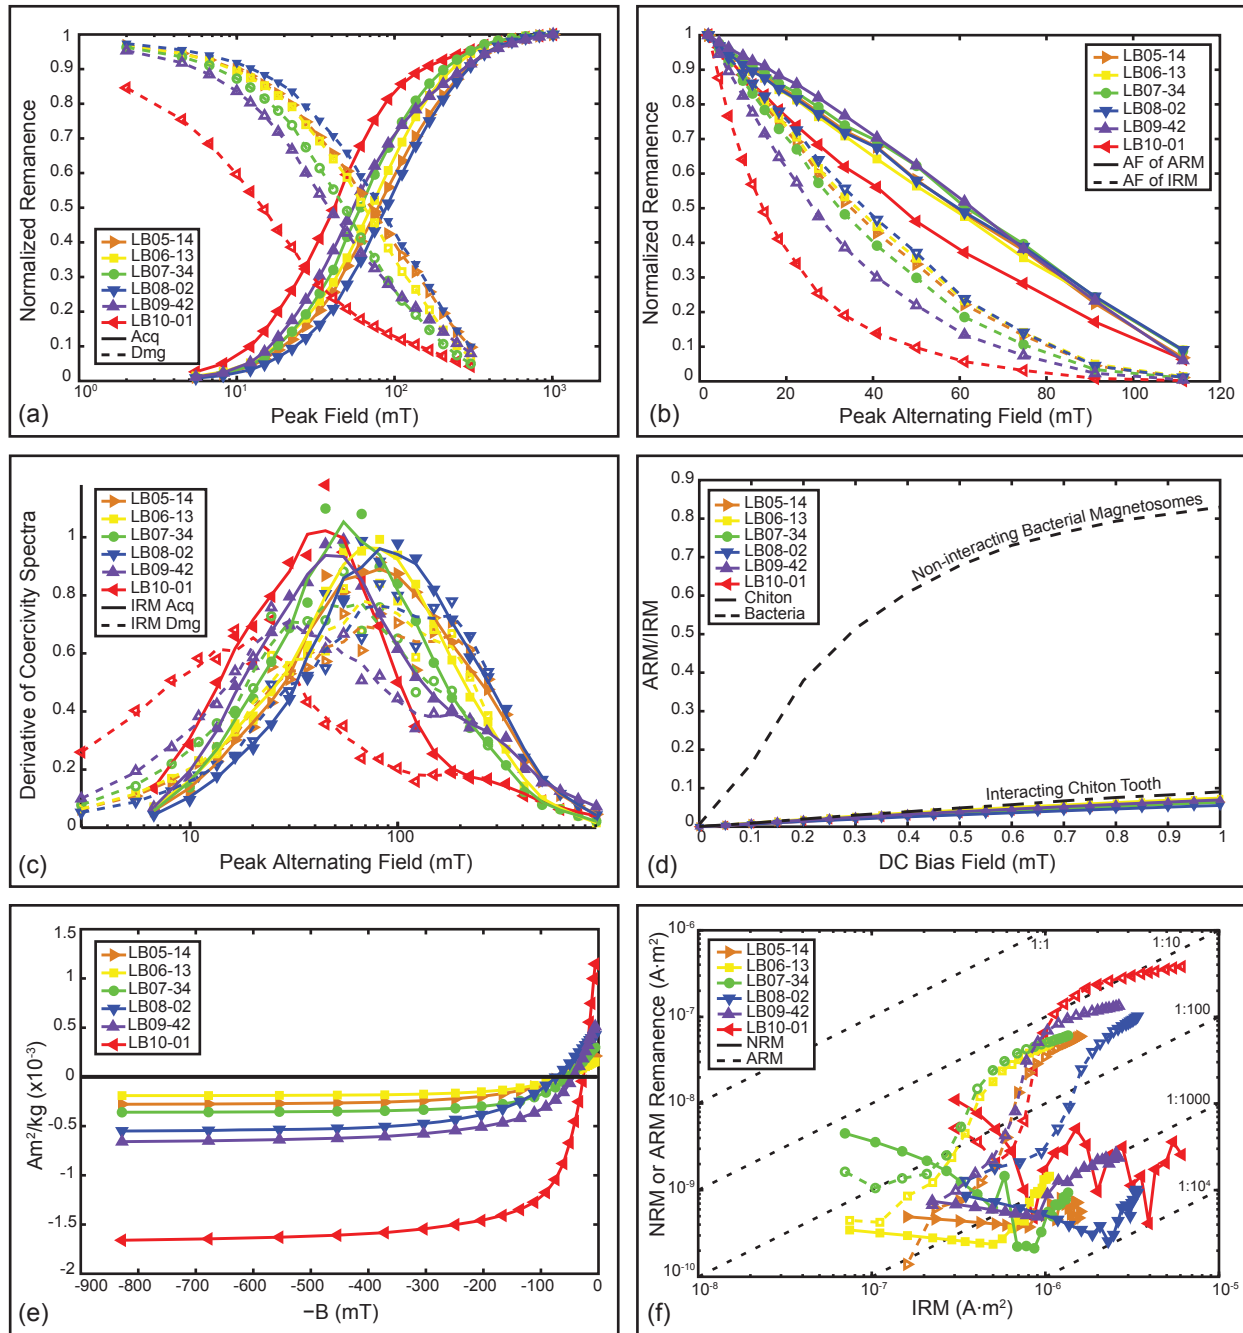 Normalized Remanence
1
0.9
0.8
0.7
0.6
0.5
0.4
0.3
0.2
0.1
0
LB05-14
LB06-13
LB07-34
LB08-02
LB09-42
LB10-01
Acq
Dmg
10⁰ 10¹ 10² 10³
Peak Field (mT)
(a)
Normalized Remanence
1
0.9
0.8
0.7
0.6
0.5
0.4
0.3
0.2
0.1
0
LB05-14
LB06-13
LB07-34
LB08-02
LB09-42
LB10-01
AF of ARM
AF of IRM
0 20 40 60 80 100 120
Peak Alternating Field (mT)
(b)
Derivative of Coercivity Spectra
1
0.8
0.6
0.4
0.2
0
LB05-14
LB06-13
LB07-34
LB08-02
LB09-42
LB10-01
IRM Acq
IRM Dmg
10 100
Peak Alternating Field (mT)
(c)
ARM/IRM
0.9
0.8
0.7
0.6
0.5
0.4
0.3
0.2
0.1
0
LB05-14
LB06-13
LB07-34
LB08-02
LB09-42
LB10-01
Chiton
Bacteria
Non-interacting Bacterial Magnetosomes
Interacting Chiton Tooth
0 0.1 0.2 0.3 0.4 0.5 0.6 0.7 0.8 0.9 1
DC Bias Field (mT)
(d)
Am²/kg (x10⁻³)
1.5
1
0.5
0
-0.5
-1
-1.5
-2
LB05-14
LB06-13
LB07-34
LB08-02
LB09-42
LB10-01
-900 -800 -700 -600 -500 -400 -300 -200 -100 0
−B (mT)
(e)
NRM or ARM Remanence (A·m²)
10⁻⁶
10⁻⁷
10⁻⁸
10⁻⁹
10⁻¹⁰
LB05-14
LB06-13
LB07-34
LB08-02
LB09-42
LB10-01
NRM
ARM
1:1
1:10
1:100
1:1000
1:10⁴
10⁻⁸ 10⁻⁷ 10⁻⁶ 10⁻⁵
IRM (A·m²)
(f)